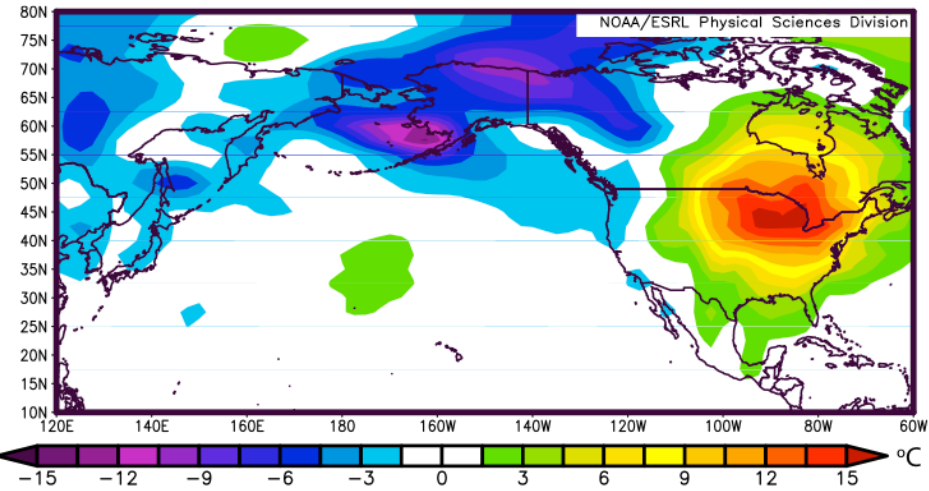 80N
NOAA/ESRL Physical Sciences Division
75N
70N
65N
60N
55N
50N
45N
40N
35N
30N
25N
20N
15N
10N
120E 140E 160E 180 160W 140W 120W 100W 80W 60W
−15 −12 −9 −6 −3 0 3 6 9 12 15 °C